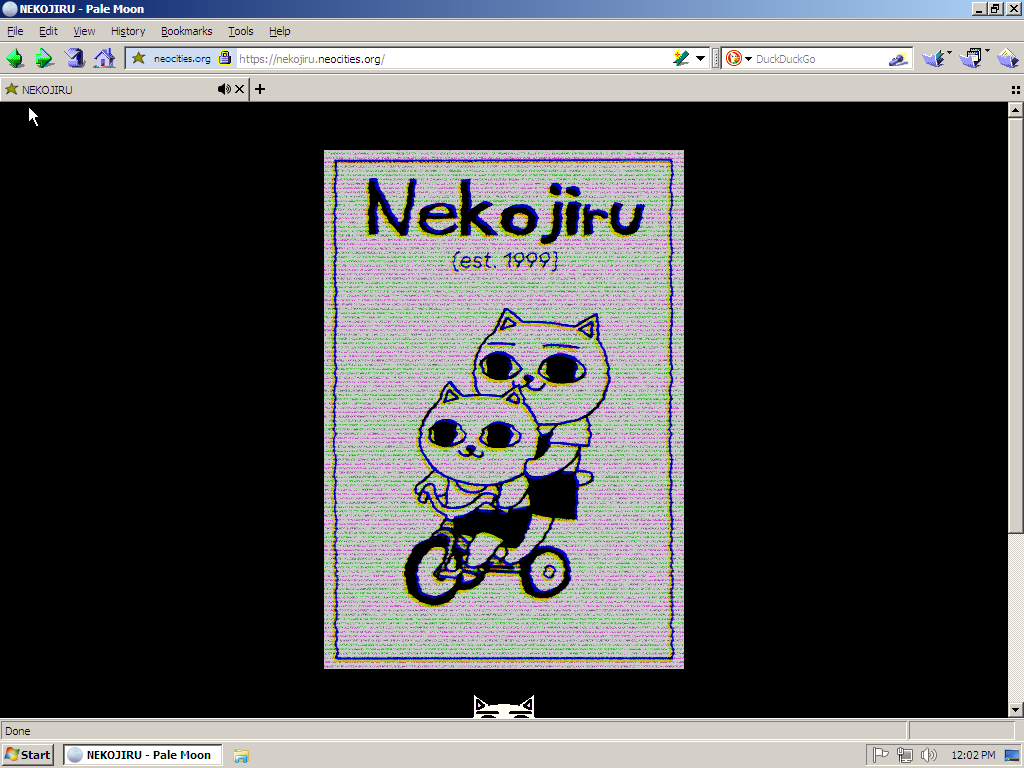 NEKOJIRU - Pale Moon
File Edit View History Bookmarks Tools Help
neocities.org https://nekojiru.neocities.org/ DuckDuckGo
NEKOJIRU
Nekojiru
(est. 1999)
Done
Start NEKOJIRU - Pale Moon 12:02 PM